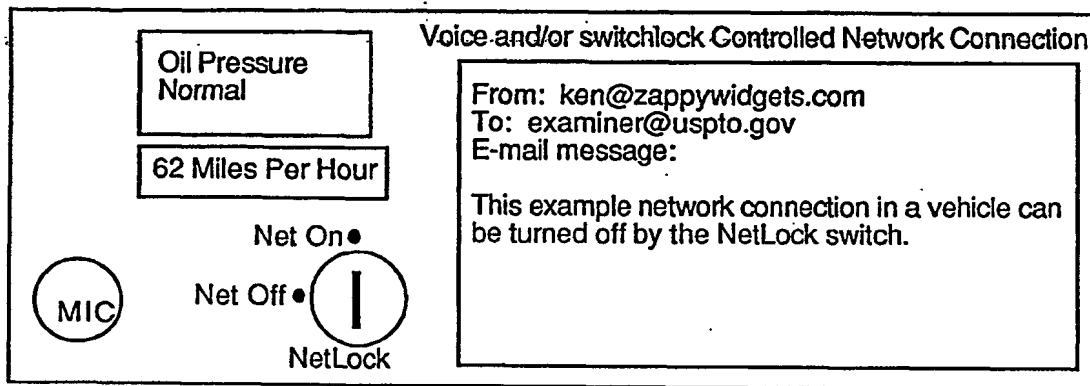 Voice and/or switchlock Controlled Network Connection
Oil Pressure
Normal
62 Miles Per Hour
Net On
Net Off
MIC
NetLock
From: ken@zappywidgets.com
To: examiner@uspto.gov
E-mail message:
This example network connection in a vehicle can
be turned off by the NetLock switch.